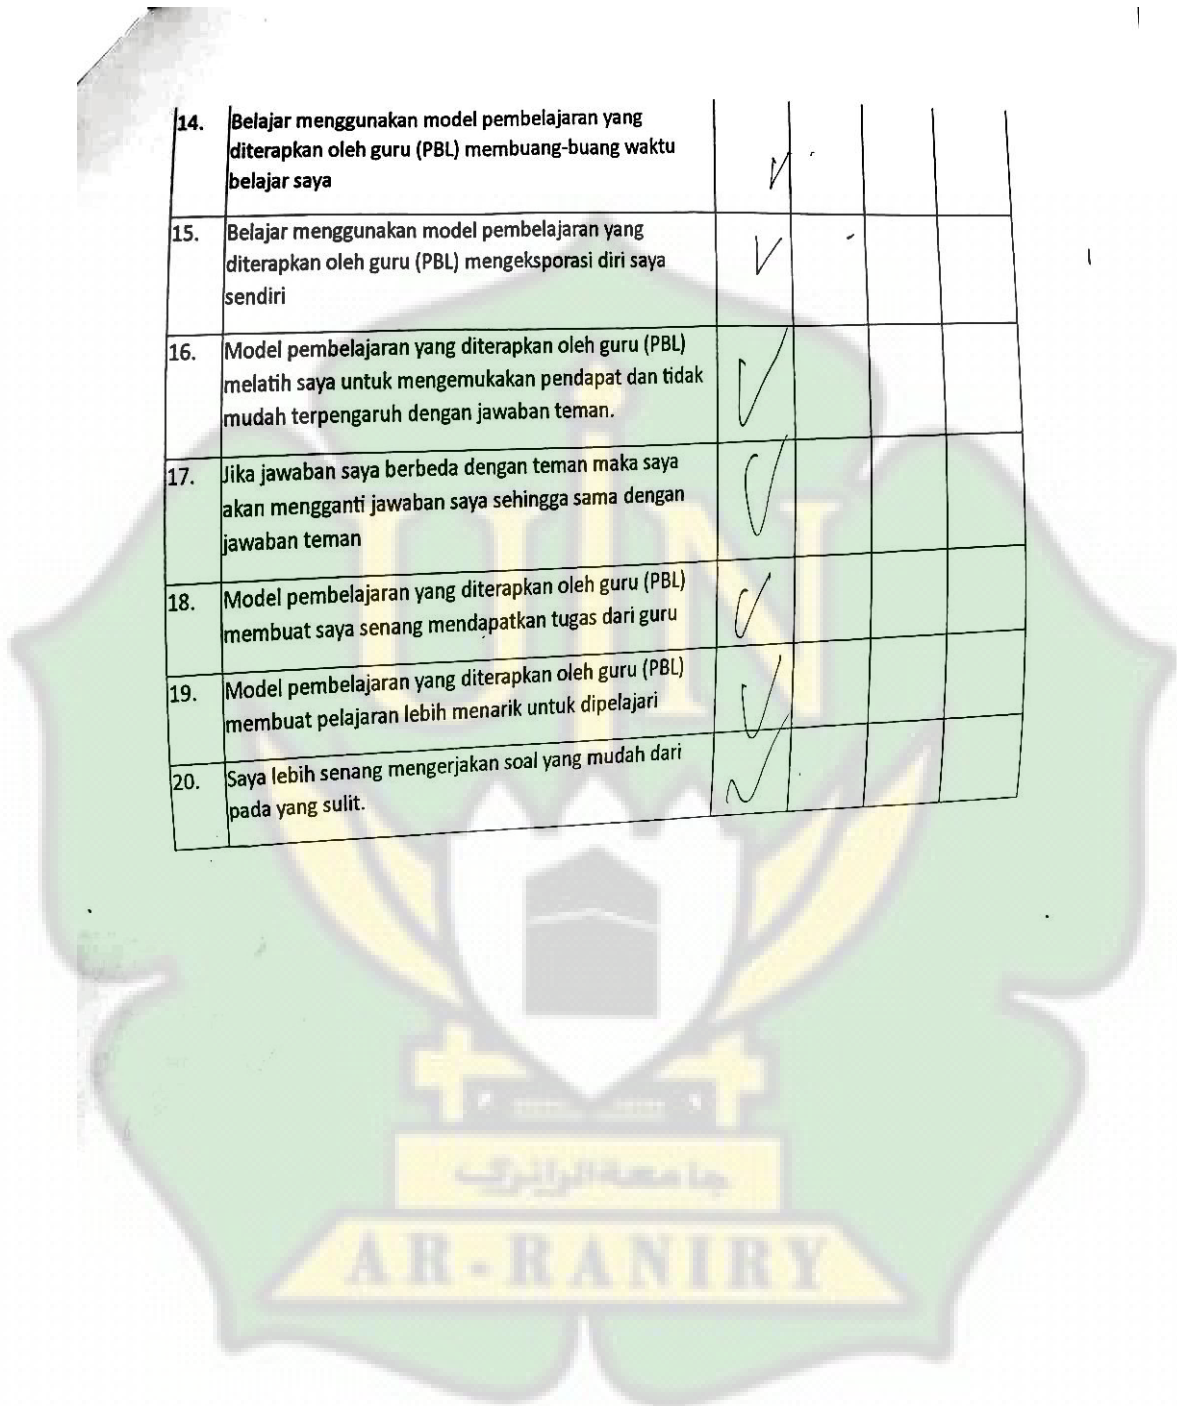 14. Belajar menggunakan model pembelajaran yang
diterapkan oleh guru (PBL) membuang-buang waktu
belajar saya
15. Belajar menggunakan model pembelajaran yang
diterapkan oleh guru (PBL) mengeksporasi diri saya
sendiri
16. Model pembelajaran yang diterapkan oleh guru (PBL)
melatih saya untuk mengemukakan pendapat dan tidak
mudah terpengaruh dengan jawaban teman.
17. Jika jawaban saya berbeda dengan teman maka saya
akan mengganti jawaban saya sehingga sama dengan
jawaban teman
18. Model pembelajaran yang diterapkan oleh guru (PBL)
membuat saya senang mendapatkan tugas dari guru
19. Model pembelajaran yang diterapkan oleh guru (PBL)
membuat pelajaran lebih menarik untuk dipelajari
20. Saya lebih senang mengerjakan soal yang mudah dari
pada yang sulit.
UIN
جامعة الرانري
AR-RANIRY